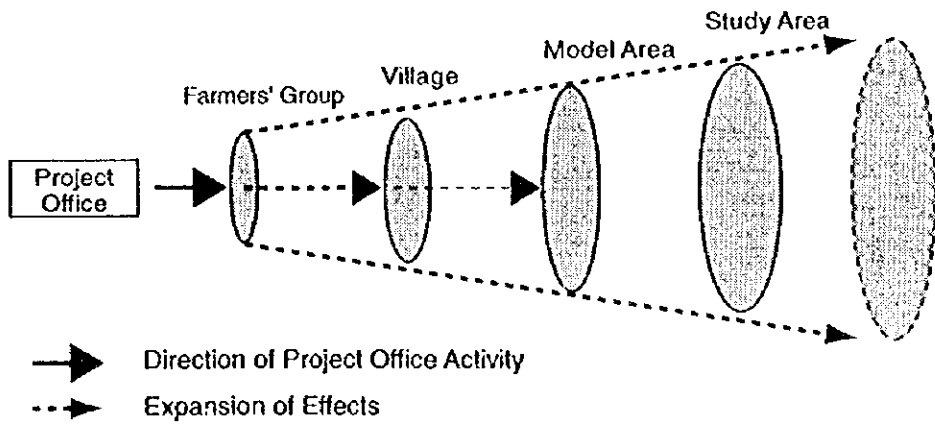 Study Area
Model Area
Village
Farmers' Group
Project
Office
Direction of Project Office Activity
Expansion of Effects